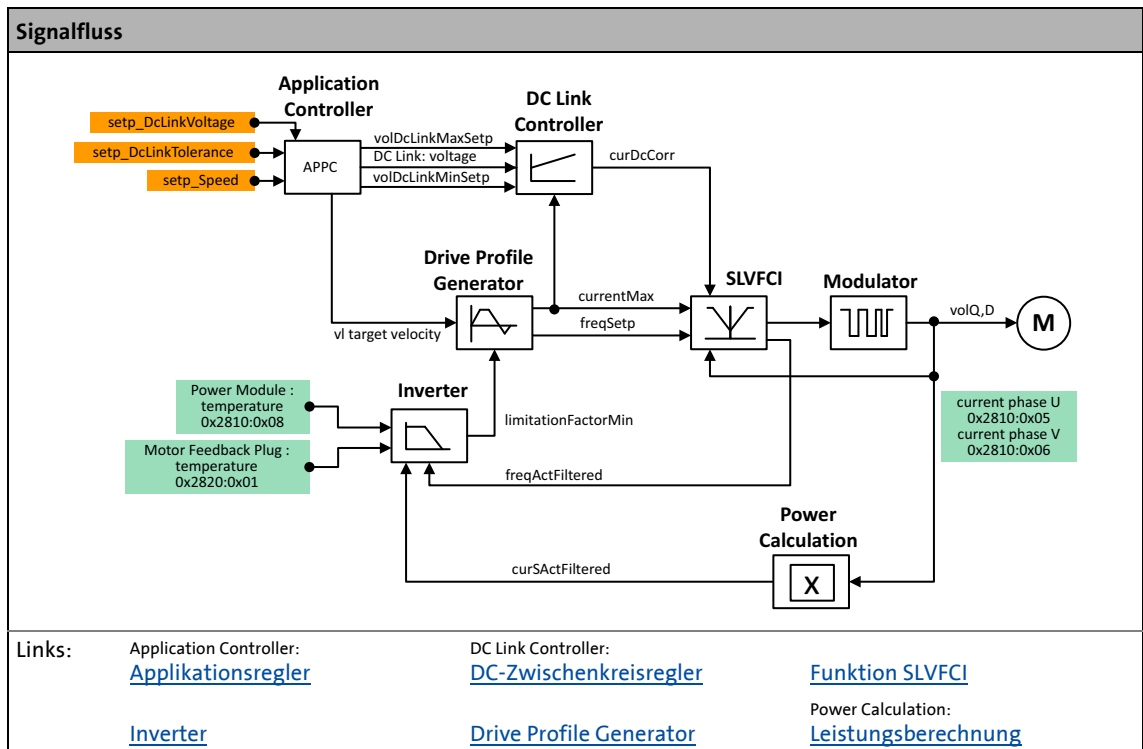 Signalfluss
Application
Controller
DC Link
Controller
setp_DcLinkVoltage
setp_DcLinkTolerance
setp_Speed
APPC
volDcLinkMaxSetp
DC Link: voltage
volDcLinkMinSetp
curDcCorr
Drive Profile
Generator
SLVFCI
Modulator
currentMax
freqSetp
vl target velocity
volQ,D
M
Power Module :
temperature
0x2810:0x08
Inverter
limitationFactorMin
current phase U
0x2810:0x05
current phase V
0x2810:0x06
Motor Feedback Plug :
temperature
0x2820:0x01
freqActFiltered
Power
Calculation
curSActFiltered
X
Links:
Application Controller:
Applikationsregler
DC Link Controller:
DC-Zwischenkreisregler
Funktion SLVFCI
Inverter
Drive Profile Generator
Power Calculation:
Leistungsberechnung